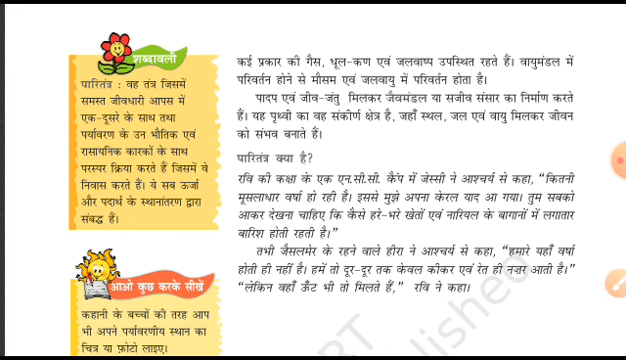 शब्दावली
पारितंत्र : वह तंत्र जिसमें
समस्त जीवधारी आपस में
एक-दूसरे के साथ तथा
पर्यावरण के उन भौतिक एवं
रासायनिक कारकों के साथ
परस्पर क्रिया करते हैं जिसमें वे
निवास करते हैं। ये सब ऊर्जा
और पदार्थ के स्थानांतरण द्वारा
संबद्ध हैं।
आओ कुछ करके सीखें
कहानी के बच्चों की तरह आप
भी अपने पर्यावरणीय स्थान का
चित्र या फ़ोटो लाइए।
कई प्रकार की गैस, धूल-कण एवं जलवाष्प उपस्थित रहते हैं। वायुमंडल में
परिवर्तन होने से मौसम एवं जलवायु में परिवर्तन होता है।
पादप एवं जीव-जंतु मिलकर जैवमंडल या सजीव संसार का निर्माण करते
हैं। यह पृथ्वी का वह संकीर्ण क्षेत्र है, जहाँ स्थल, जल एवं वायु मिलकर जीवन
को संभव बनाते हैं।
पारितंत्र क्या है?
रवि की कक्षा के एक एन.सी.सी. कैंप में जेस्सी ने आश्चर्य से कहा, “कितनी
मूसलाधार वर्षा हो रही है। इससे मुझे अपना केरल याद आ गया। तुम सबको
आकर देखना चाहिए कि कैसे हरे-भरे खेतों एवं नारियल के बागानों में लगातार
बारिश होती रहती है।”
तभी जैसलमेर के रहने वाले हीरा ने आश्चर्य से कहा, “हमारे यहाँ वर्षा
होती ही नहीं है। हमें तो दूर-दूर तक केवल कीकर एवं रेत ही नज़र आती है।”
“लेकिन वहाँ ऊँट भी तो मिलते हैं,” रवि ने कहा।